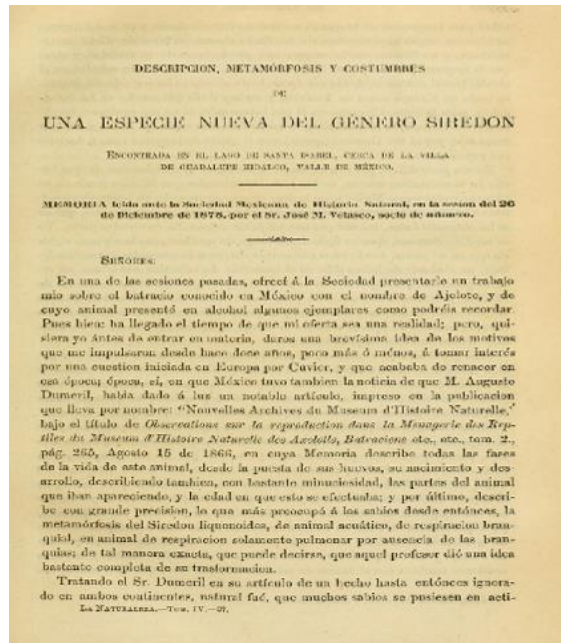 DESCRIPCION, METAMÓRFOSIS Y COSTUMBRES
DE
UNA ESPECIE NUEVA DEL GÉNERO SIREDON
ENCONTRADA EN EL LAGO DE SANTA ISABEL, CERCA DE LA VILLA
DE GUADALUPE HIDALGO, VALLE DE MÉXICO.
MEMORIA leida ante la Sociedad Mexicana de Historia Natural, en la sesion del 26
de Diciembre de 1878, por el Sr. José M. Velasco, socio de número.
SEÑORES:
En una de las sesiones pasadas, ofrecí á la Sociedad presentarle un trabajo
mio sobre el batracio conocido en México con el nombre de Ajolote, y de
cuyo animal presenté en alcohol algunos ejemplares como podréis recordar.
Pues bien: ha llegado el tiempo de que mi oferta sea una realidad; pero, qui-
siera yo ántes de entrar en materia, daros una brevísima idea de los motivos
que me impulsaron desde hace doce años, poco más ó ménos, á tomar interés
por una cuestion iniciada en Europa por Cuvier, y que acababa de renacer en
esa época; época, sí, en que México tuvo tambien la noticia de que M. Augusto
Dumeril, habia dado á luz un notable artículo, impreso en la publicacion
que lleva por nombre: "Nouvelles Archives du Museum d'Histoire Naturelle,"
bajo el título de Observations sur la reproduction dans la Menagerie des Rep-
tiles du Museum d'Histoire Naturelle des Axolotls, Batraciens etc., etc., tom. 2.,
pág. 265, Agosto 15 de 1866, en cuya Memoria describe todas las fases
de la vida de este animal, desde la puesta de sus huevos, su nacimiento y des-
arrollo, describiendo tambien, con bastante minuciosidad, las partes del animal
que iban apareciendo, y la edad en que esto se efectuaba; y por último, descri-
be con grande precision, lo que más preocupó á los sabios desde entónces, la
metamórfosis del Siredon liquenoides, de animal acuático, de respiracion bran-
quial, en animal de respiracion solamente pulmonar por ausencia de las bran-
quias; de tal manera exacta, que puede decirse, que aquel profesor dió una idea
bastante completa de su trasformacion.
Tratando el Sr. Dumeril en su artículo de un hecho hasta entónces ignora-
do en ambos continentes, natural fué, que muchos sabios se pusiesen en acti-
LA NATURALEZA.—TOM. IV.—27.